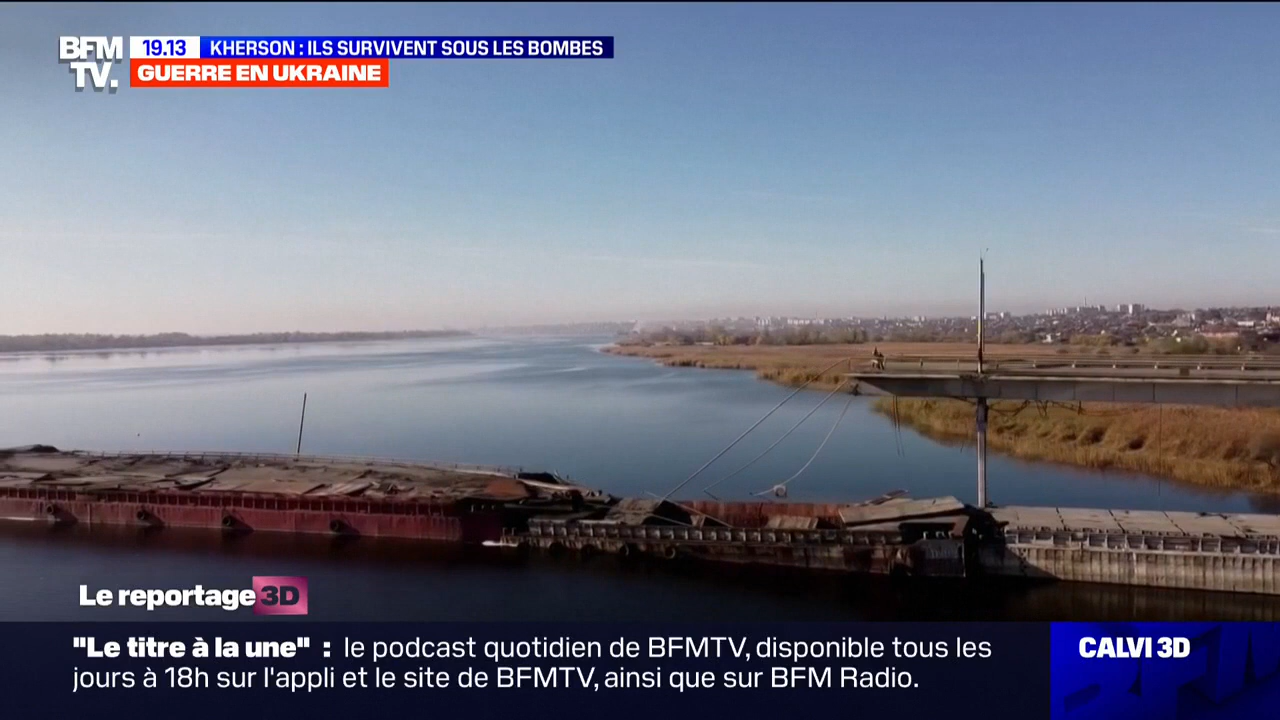 BFM
TV.
19.13 KHERSON : ILS SURVIVENT SOUS LES BOMBES
GUERRE EN UKRAINE
Le reportage 3D
"Le titre à la une" : le podcast quotidien de BFMTV, disponible tous les
jours à 18h sur l'appli et le site de BFMTV, ainsi que sur BFM Radio.
CALVI 3D